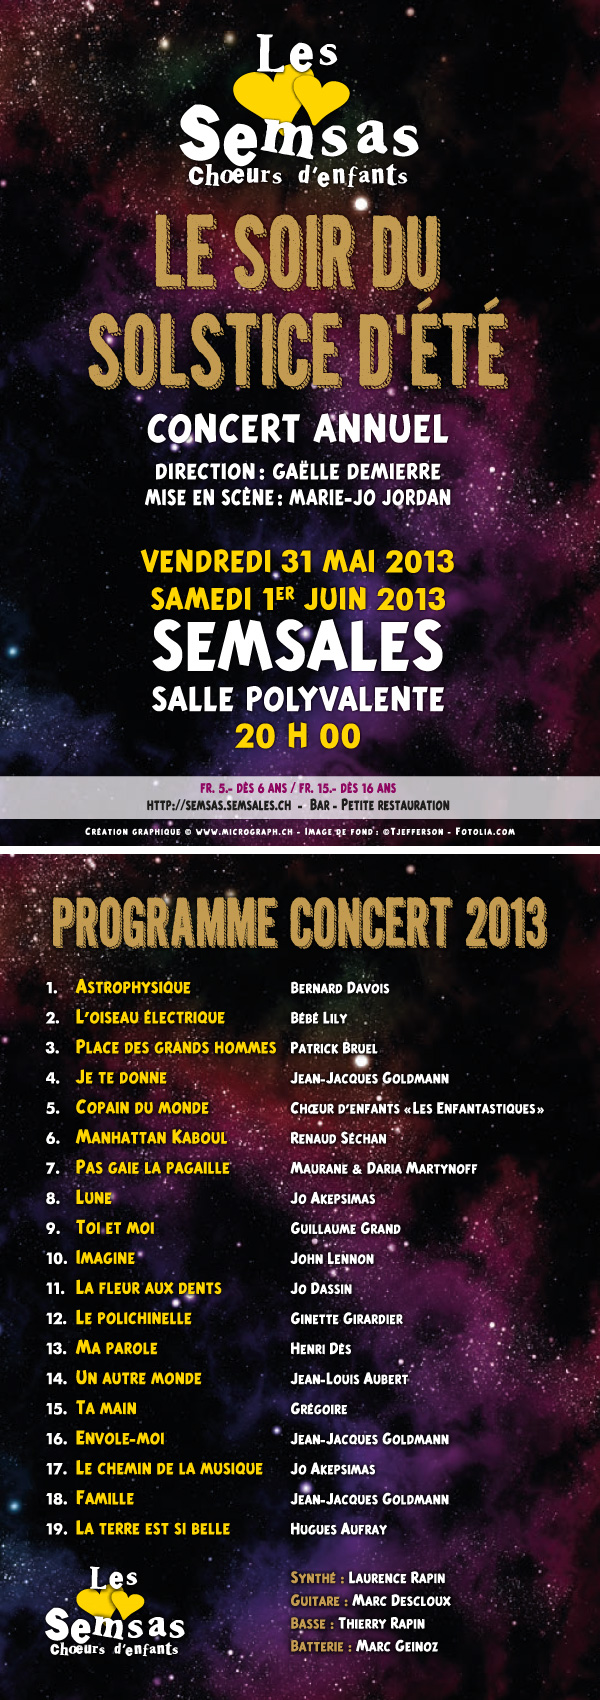 Les
Semsas
Chœurs d'enfants
LE SOIR DU
SOLSTICE D'ÉTÉ
CONCERT ANNUEL
DIRECTION : GAËLLE DEMIERRE
MISE EN SCÈNE : MARIE-JO JORDAN
VENDREDI 31 MAI 2013
SAMEDI 1ER JUIN 2013
SEMSALES
SALLE POLYVALENTE
20 H 00
FR. 5.- DÈS 6 ANS / FR. 15.- DÈS 16 ANS
HTTP://SEMSAS.SEMSALES.CH - BAR - PETITE RESTAURATION
CRÉATION GRAPHIQUE © WWW.MICROGRAPH.CH - IMAGE DE FOND : ©TJEFFERSON - FOTOLIA.COM
PROGRAMME CONCERT 2013
1. ASTROPHYSIQUE BERNARD DAVOIS
2. L'OISEAU ÉLECTRIQUE BÉBÉ LILY
3. PLACE DES GRANDS HOMMES PATRICK BRUEL
4. JE TE DONNE JEAN-JACQUES GOLDMANN
5. COPAIN DU MONDE CHŒUR D'ENFANTS «LES ENFANTASTIQUES»
6. MANHATTAN KABOUL RENAUD SÉCHAN
7. PAS GAIE LA PAGAILLE MAURANE & DARIA MARTYNOFF
8. LUNE JO AKEPSIMAS
9. TOI ET MOI GUILLAUME GRAND
10. IMAGINE JOHN LENNON
11. LA FLEUR AUX DENTS JO DASSIN
12. LE POLICHINELLE GINETTE GIRARDIER
13. MA PAROLE HENRI DÈS
14. UN AUTRE MONDE JEAN-LOUIS AUBERT
15. TA MAIN GRÉGOIRE
16. ENVOLE-MOI JEAN-JACQUES GOLDMANN
17. LE CHEMIN DE LA MUSIQUE JO AKEPSIMAS
18. FAMILLE JEAN-JACQUES GOLDMANN
19. LA TERRE EST SI BELLE HUGUES AUFRAY
Les
Semsas
Chœurs d'enfants
SYNTHÉ : LAURENCE RAPIN
GUITARE : MARC DESCLOUX
BASSE : THIERRY RAPIN
BATTERIE : MARC GEINOZ